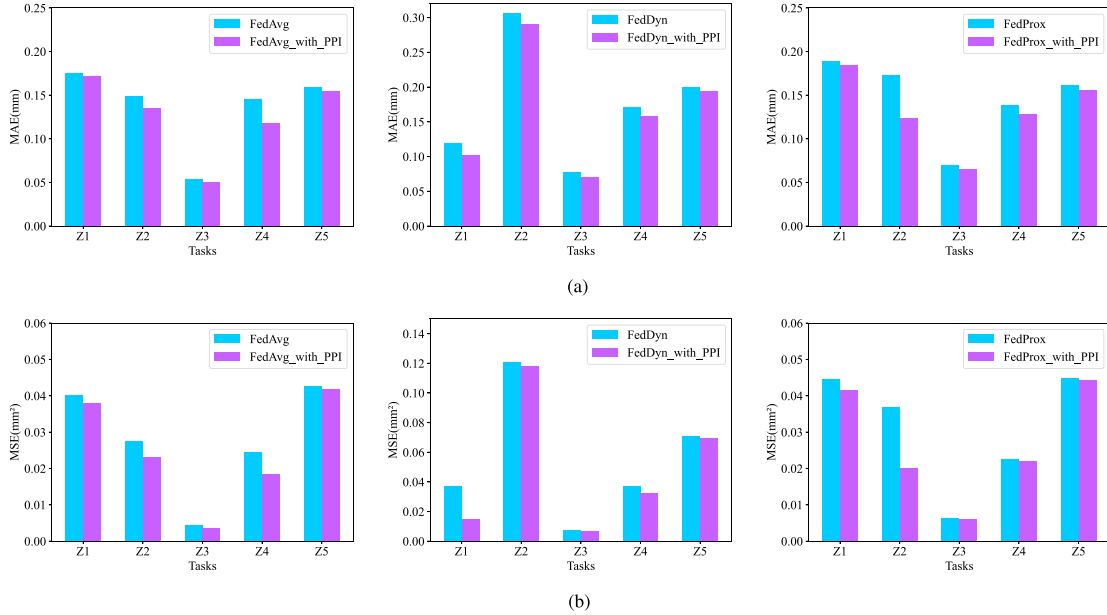 0.25
0.20
0.15
0.10
0.05
0.00
MAE(mm)
FedAvg
FedAvg_with_PPI
Z1 Z2 Z3 Z4 Z5
Tasks
0.30
0.20
0.10
0.05
0.00
MAE(mm)
FedDyn
FedDyn_with_PPI
Z1 Z2 Z3 Z4 Z5
Tasks
0.25
0.20
0.15
0.10
0.05
0.00
MAE(mm)
FedProx
FedProx_with_PPI
Z1 Z2 Z3 Z4 Z5
Tasks
(a)
0.06
0.05
0.04
0.03
0.02
0.01
0.00
MSE(mm²)
FedAvg
FedAvg_with_PPI
Z1 Z2 Z3 Z4 Z5
Tasks
0.14
0.12
0.10
0.08
0.06
0.04
0.02
0.00
MSE(mm²)
FedDyn
FedDyn_with_PPI
Z1 Z2 Z3 Z4 Z5
Tasks
0.06
0.05
0.04
0.03
0.02
0.01
0.00
MSE(mm²)
FedProx
FedProx_with_PPI
Z1 Z2 Z3 Z4 Z5
Tasks
(b)